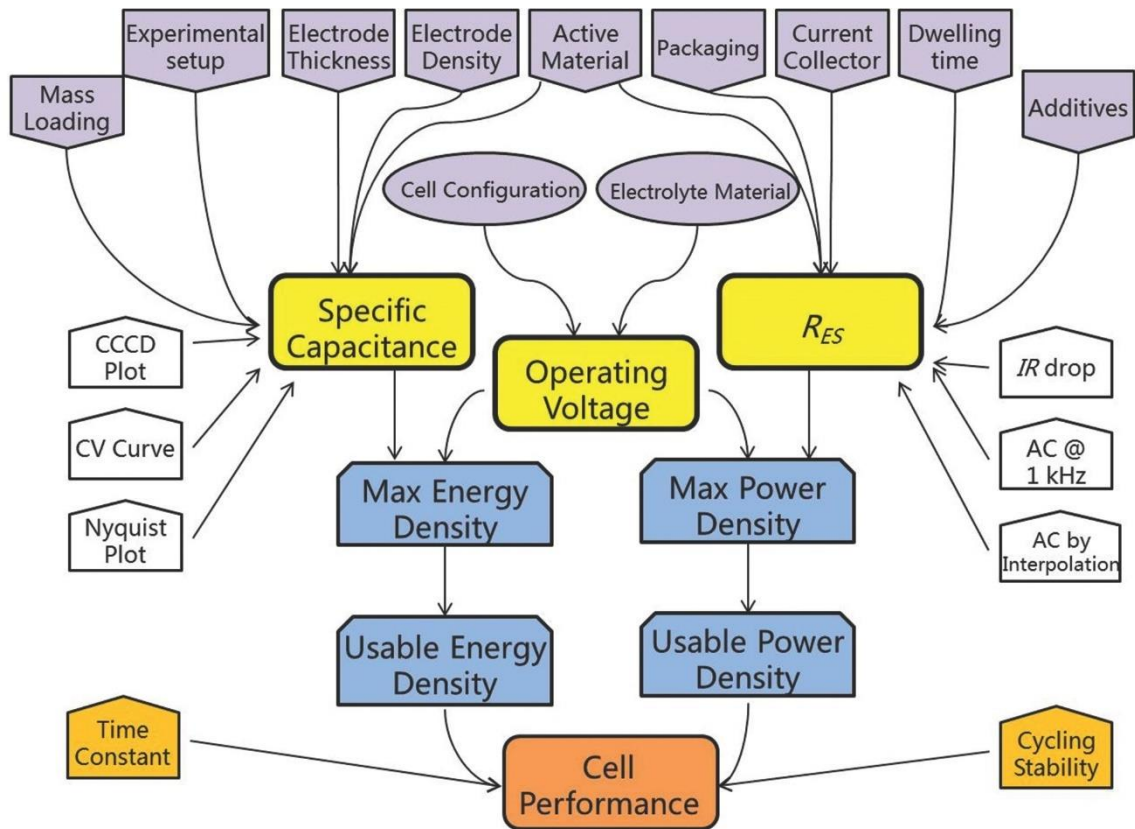 Experimental
setup
Electrode
Thickness
Electrode
Density
Active
Material
Packaging
Current
Collector
Dwelling
time
Mass
Loading
Additives
Cell Configuration
Electrolyte Material
Specific
Capacitance
R_ES
Operating
Voltage
CCCD
Plot
IR drop
CV Curve
AC @
1 kHz
Max Energy
Density
Max Power
Density
Nyquist
Plot
AC by
Interpolation
Usable Energy
Density
Usable Power
Density
Time
Constant
Cycling
Stability
Cell
Performance